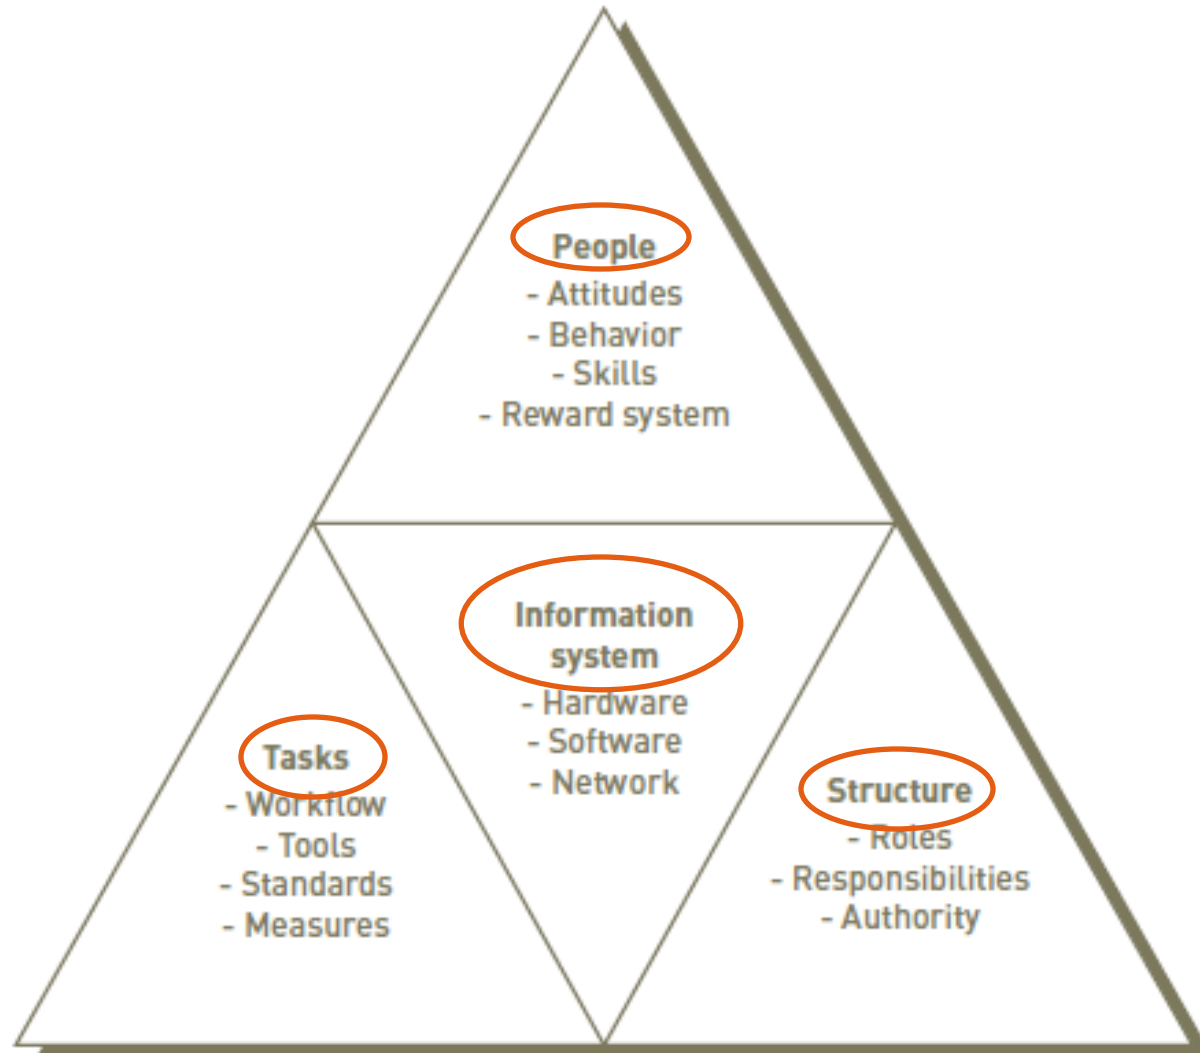 People
- Attitudes
- Behavior
- Skills
- Reward system
Information
system
- Hardware
- Software
- Network
Tasks
- Workflow
- Tools
- Standards
- Measures
Structure
- Roles
- Responsibilities
- Authority